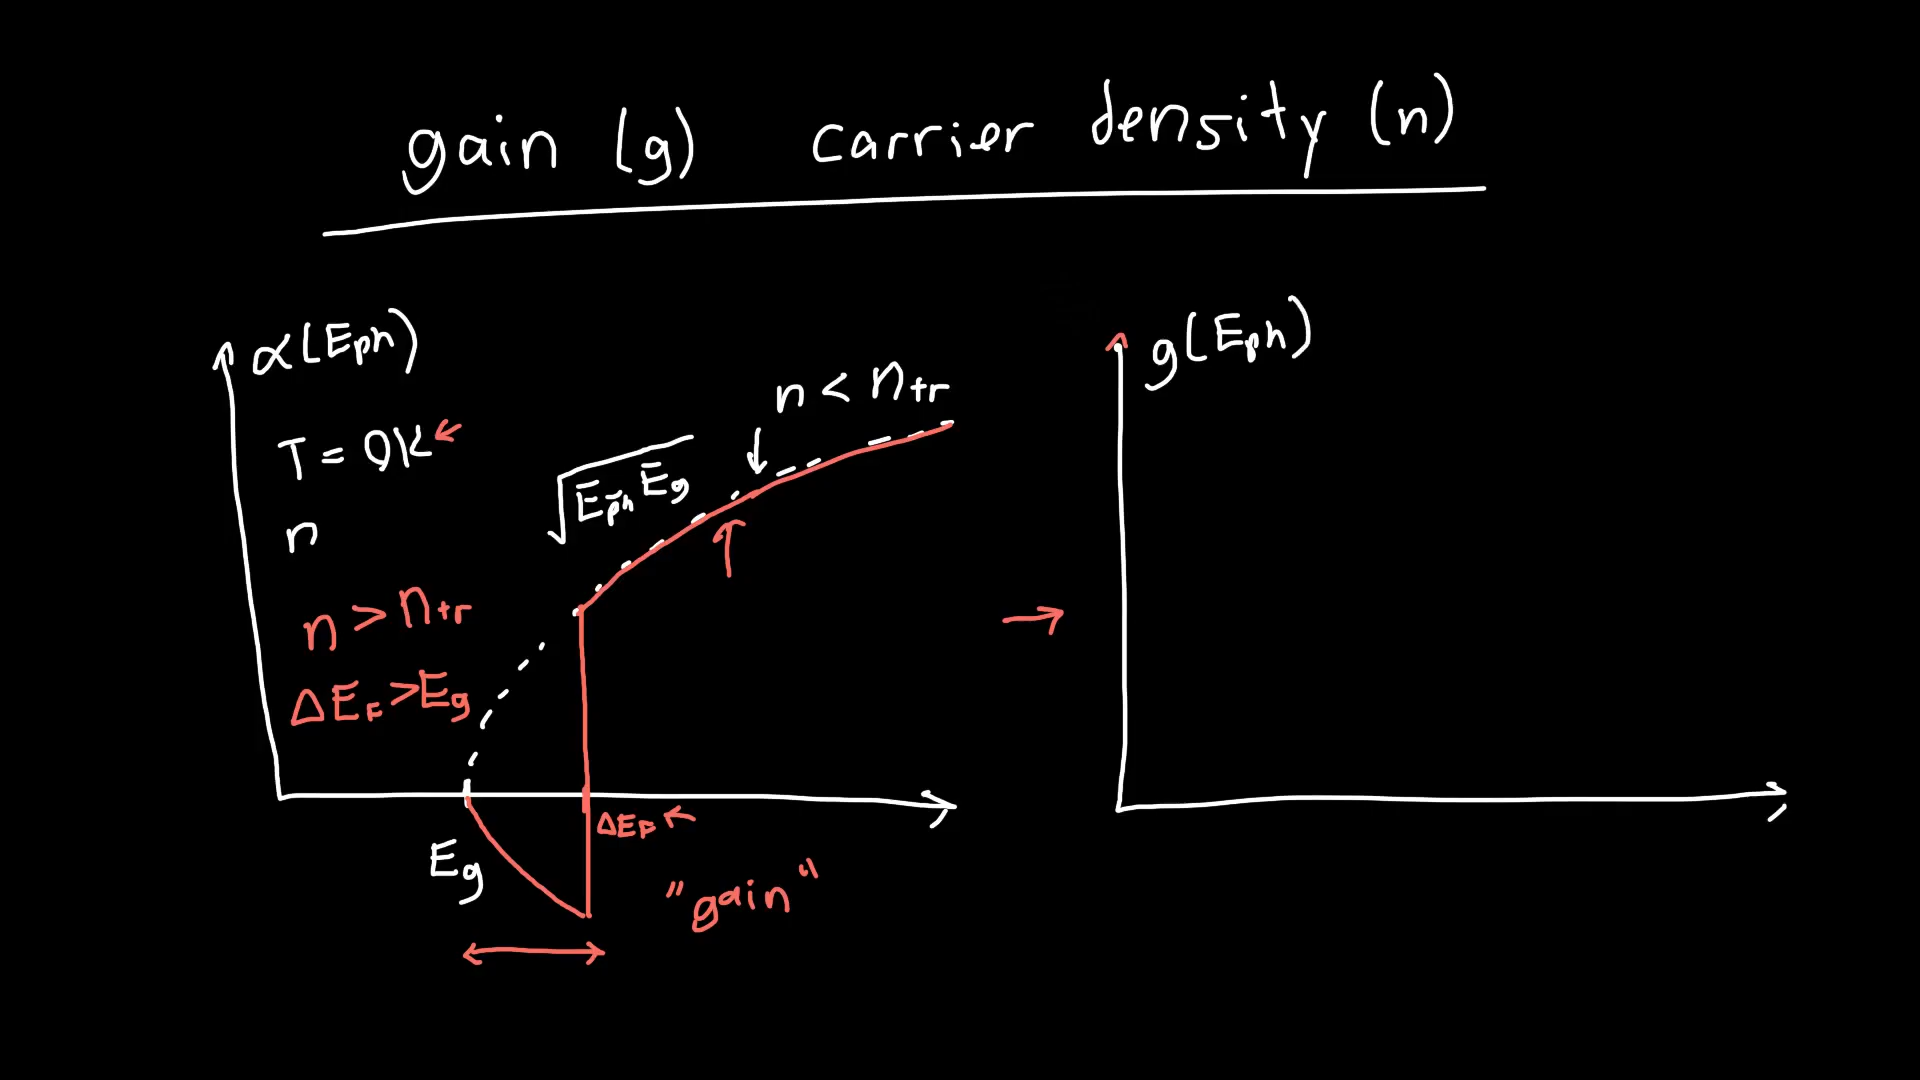 gain (g) carrier density (n)
α(Eph)
g(Eph)
n < ntr
T = 0K
√Eph-Eg
n
n > ntr
ΔEF > Eg
ΔEF
Eg
"gain"